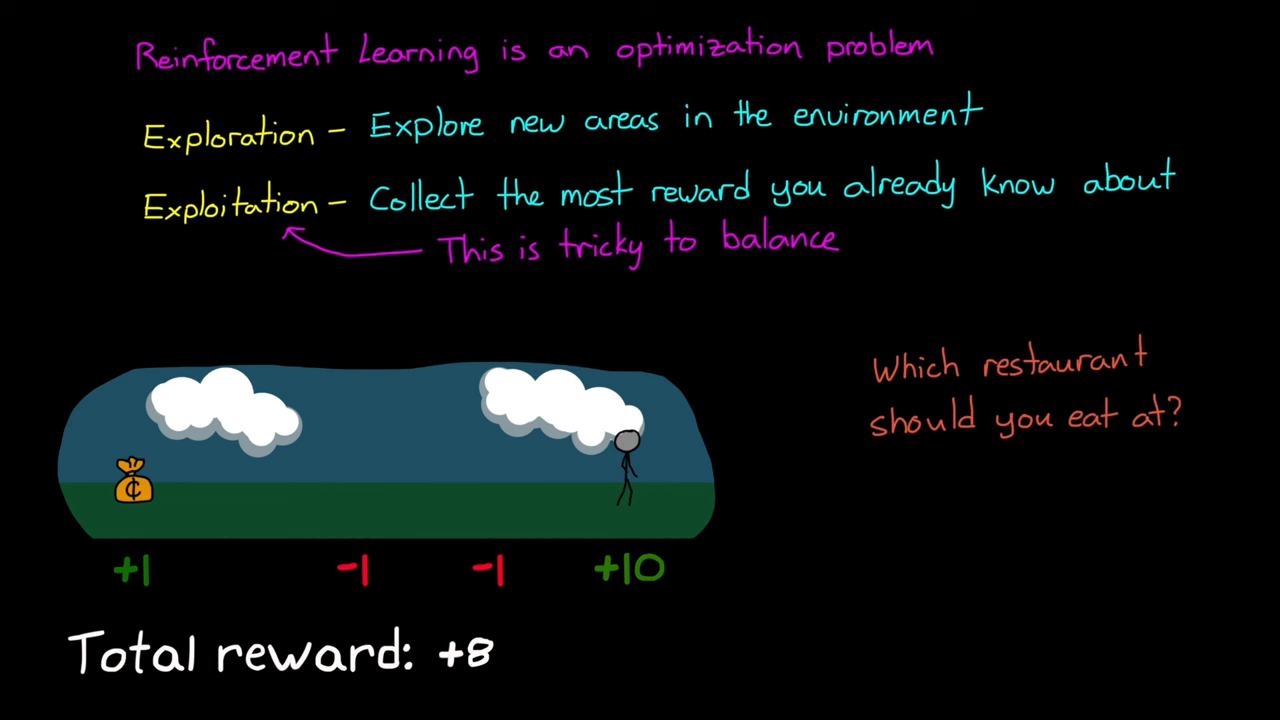 Reinforcement Learning is an optimization problem
Exploration - Explore new areas in the environment
Exploitation - Collect the most reward you already know about
This is tricky to balance
Which restaurant
should you eat at?
¢
+1 -1 -1 +10
Total reward: +8